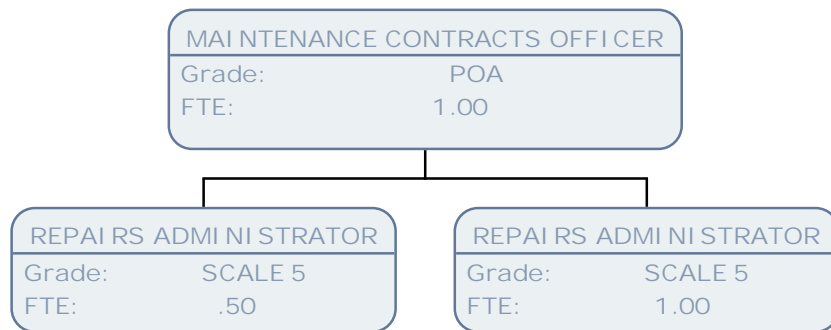 MAINTENANCE CONTRACTS OFFICER
Grade: POA
FTE: 1.00
REPAIRS ADMINISTRATOR
Grade: SCALE 5
FTE: .50
REPAIRS ADMINISTRATOR
Grade: SCALE 5
FTE: 1.00